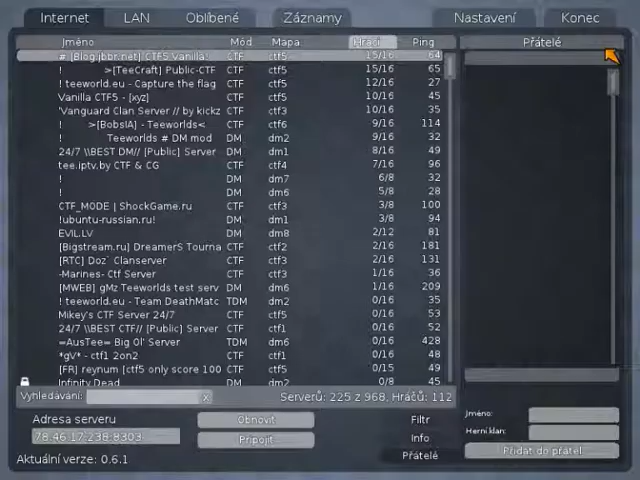 Internet LAN Oblíbené Záznamy Nastavení Konec
Jméno Mód Mapa Hráči Ping Přátelé
# [Blog.jbbr.net] CTF5 Vanilla! CTF ctf5 15/16 64
! >[TeeCraft] Public-CTF CTF ctf5 15/16 65
! teeworld.eu - Capture the flag CTF ctf5 12/16 27
Vanilla CTF5 - [xyz] CTF ctf5 10/16 45
'Vanguard Clan Server // by kickz CTF ctf3 10/16 35
! >[BobsIA] - Teeworlds< CTF ctf6 9/16 114
! Teeworlds # DM mod DM dm2 9/16 32
24/7 \\BEST DM// [Public] Server DM dm1 8/16 49
tee.iptv.by CTF & CG CTF ctf4 7/16 96
! DM dm7 6/8 32
! DM dm6 5/8 28
CTF_MODE | ShockGame.ru CTF ctf3 3/8 100
!ubuntu-russian.ru! DM dm1 3/8 94
EVIL.LV DM dm8 2/12 81
[Bigstream.ru] DreamerS Tourna CTF ctf2 2/16 181
[RTC] Doz` Clanserver CTF ctf3 2/16 131
-Marines- Ctf Server CTF ctf3 1/16 36
[MWEB] gMz Teeworlds test serv DM dm6 1/16 209
! teeworld.eu - Team DeathMatc TDM dm2 0/16 35
Mikey's CTF Server 24/7 CTF ctf5 0/16 53
24/7 \\BEST CTF// [Public] Server CTF ctf1 0/16 52
=AusTee= Big Ol' Server TDM dm6 0/16 428
*gV* - ctf1 2on2 CTF ctf1 0/16 48
[FR] reynum [ctf5 only score 100 CTF ctf5 0/15 49
Infinity Dead DM dm2 0/8 45
Vyhledávání: x Serverů: 225 z 968, Hráčů: 112
Adresa serveru Obnovit Filtr Jméno:
78.46.17.238:8303 Připojit Info Herní klan:
Aktuální verze: 0.6.1 Přátelé Přidat do přátel